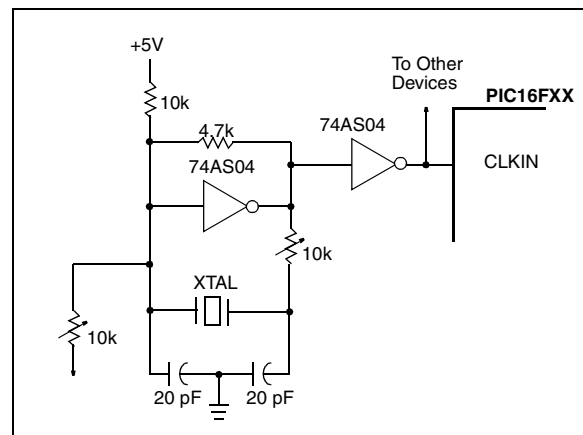 +5V
To Other
Devices
PIC16FXX
10k
4.7k
74AS04
74AS04
CLKIN
10k
XTAL
10k
20 pF
20 pF